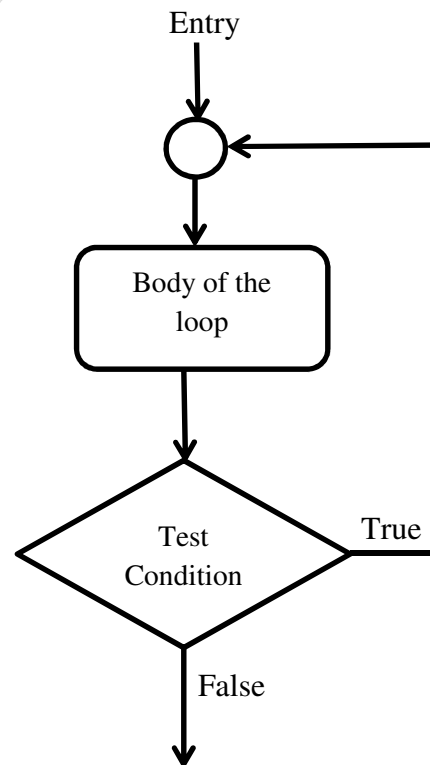 Entry
Body of the
loop
Test
Condition
True
False